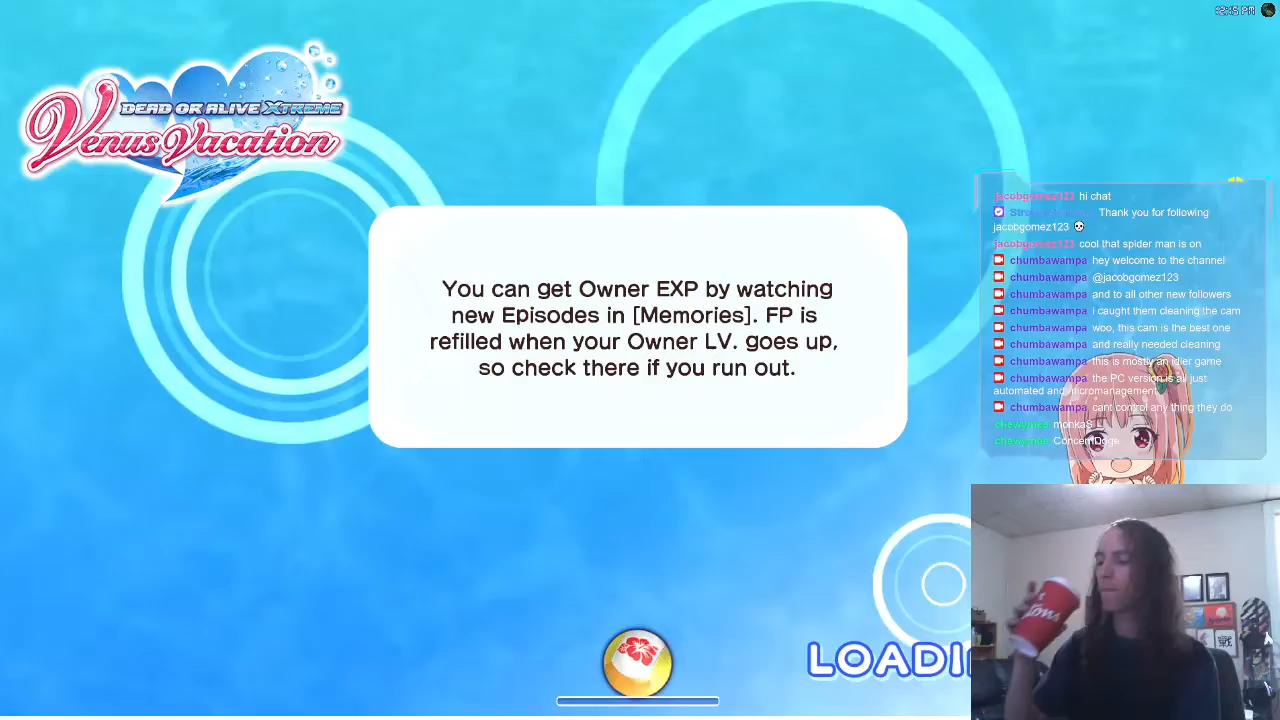 12:15 PM
DEAD OR ALIVE XTREME
Venus Vacation
You can get Owner EXP by watching
new Episodes in [Memories]. FP is
refilled when your Owner LV. goes up,
so check there if you run out.
jacobgomez123 hi chat
Thank you for following
jacobgomez123
jacobgomez123 cool that spider man is on
chumbawampa hey welcome to the channel
chumbawampa @jacobgomez123
chumbawampa and to all other new followers
chumbawampa i caught them cleaning the cam
chumbawampa woo, this cam is the best one
chumbawampa and really needed cleaning
chumbawampa this is mostly an idler game
chumbawampa the PC version is all just
automated and micromanagement
chumbawampa cant control any thing they do
monkaS
ConcernDoge
LOADI